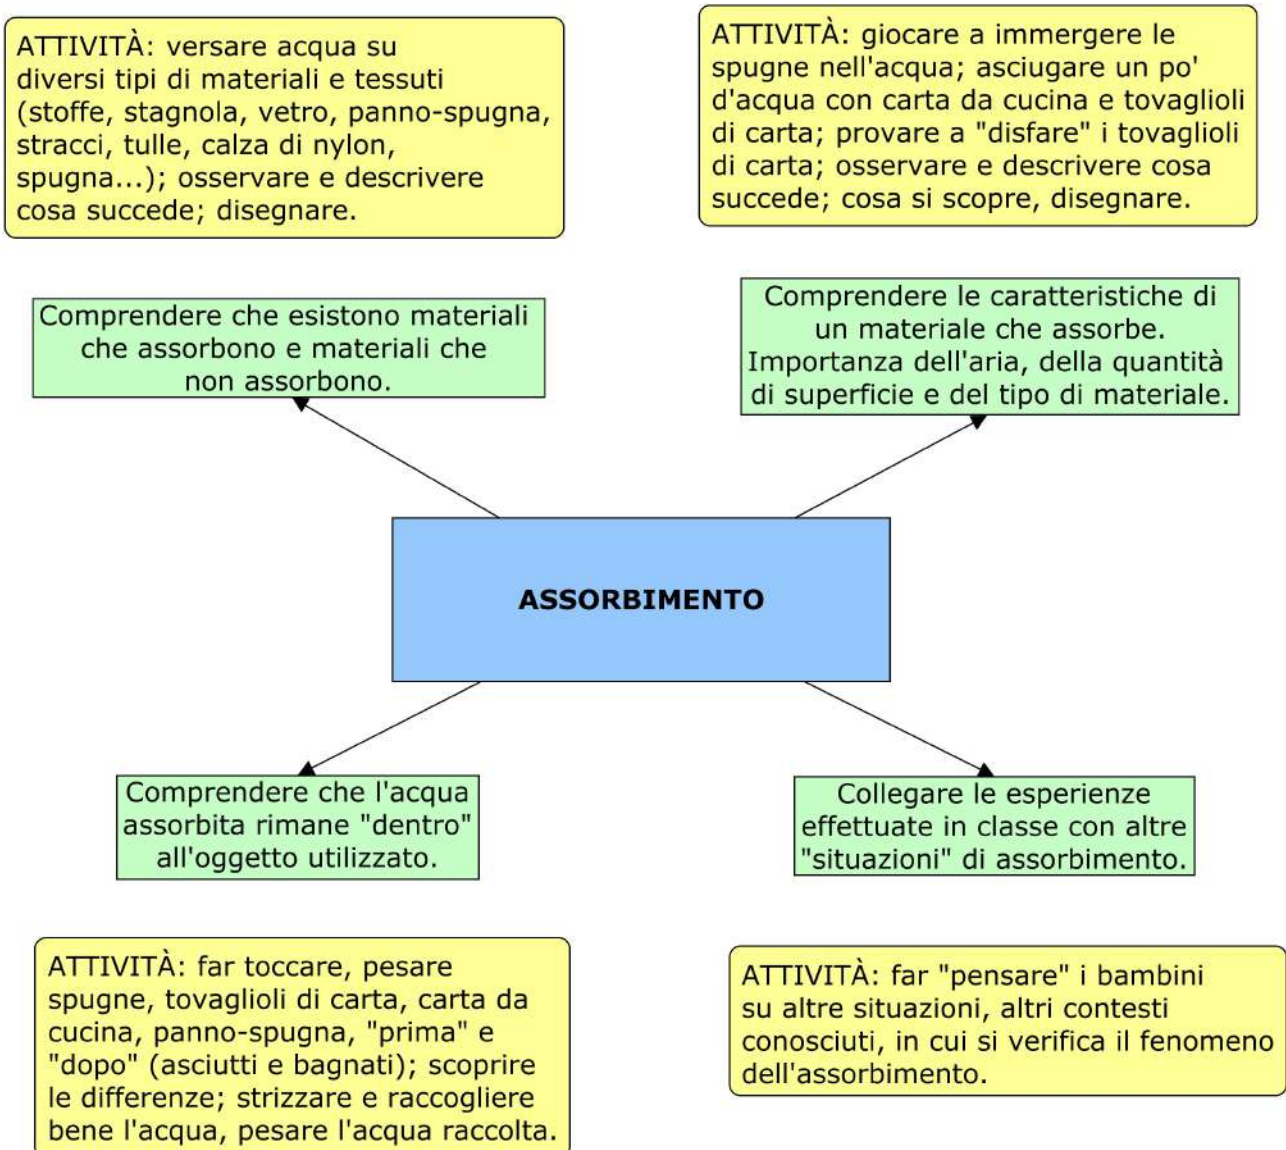 ATTIVITÀ: versare acqua su
diversi tipi di materiali e tessuti
(stoffe, stagnola, vetro, panno-spugna,
stracci, tulle, calza di nylon,
spugna...); osservare e descrivere
cosa succede; disegnare.
ATTIVITÀ: giocare a immergere le
spugne nell'acqua; asciugare un po'
d'acqua con carta da cucina e tovaglioli
di carta; provare a "disfare" i tovaglioli
di carta; osservare e descrivere cosa
succede; cosa si scopre, disegnare.
Comprendere che esistono materiali
che assorbono e materiali che
non assorbono.
Comprendere le caratteristiche di
un materiale che assorbe.
Importanza dell'aria, della quantità
di superficie e del tipo di materiale.
ASSORBIMENTO
Comprendere che l'acqua
assorbita rimane "dentro"
all'oggetto utilizzato.
Collegare le esperienze
effettuate in classe con altre
"situazioni" di assorbimento.
ATTIVITÀ: far toccare, pesare
spugne, tovaglioli di carta, carta da
cucina, panno-spugna, "prima" e
"dopo" (asciutti e bagnati); scoprire
le differenze; strizzare e raccogliere
bene l'acqua, pesare l'acqua raccolta.
ATTIVITÀ: far "pensare" i bambini
su altre situazioni, altri contesti
conosciuti, in cui si verifica il fenomeno
dell'assorbimento.